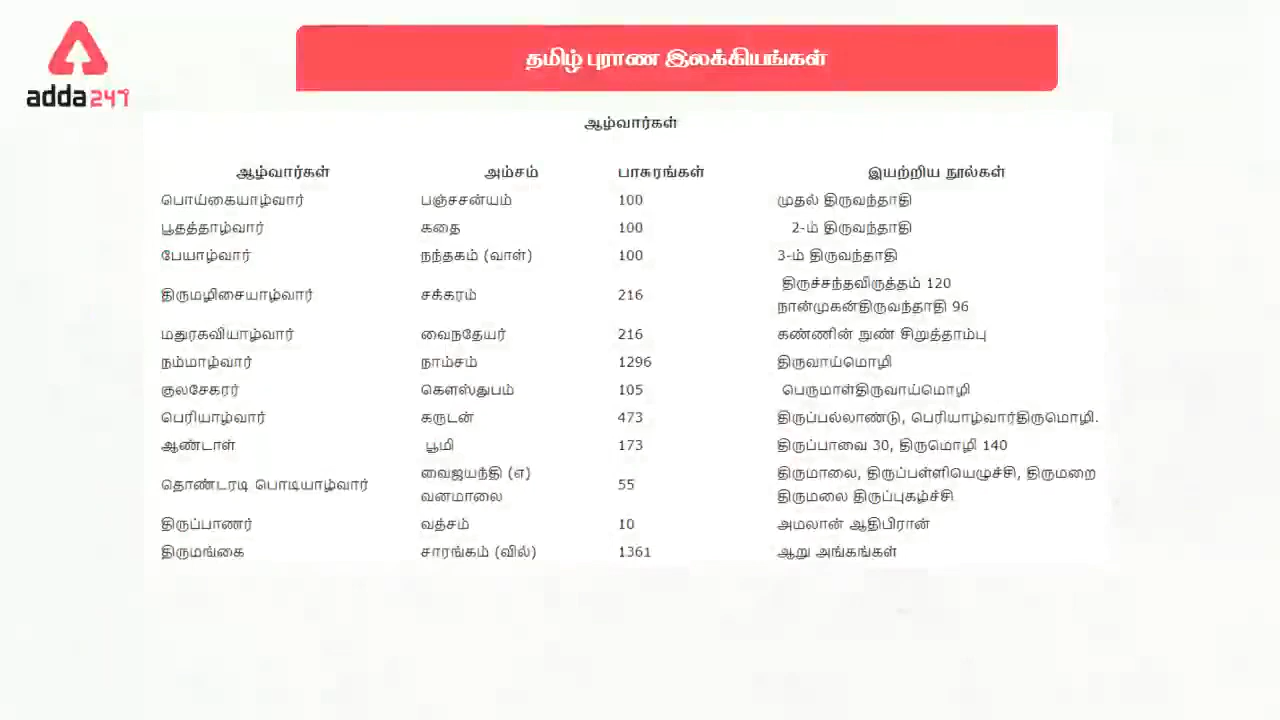 adda247
தமிழ் புராண இலக்கியங்கள்
ஆழ்வார்கள்
ஆழ்வார்கள் அம்சம் பாசுரங்கள் இயற்றிய நூல்கள்
பொய்கையாழ்வார் பஞ்சசன்யம் 100 முதல் திருவந்தாதி
பூதத்தாழ்வார் கதை 100 2-ம் திருவந்தாதி
பேயாழ்வார் நந்தகம் (வாள்) 100 3-ம் திருவந்தாதி
திருமழிசையாழ்வார் சக்கரம் 216 திருச்சந்தவிருத்தம் 120
நான்முகன்திருவந்தாதி 96
மதுரகவியாழ்வார் வைநதேயர் 216 கண்ணின் நுண் சிறுத்தாம்பு
நம்மாழ்வார் நாம்சம் 1296 திருவாய்மொழி
குலசேகரர் கௌஸ்துபம் 105 பெருமாள்திருவாய்மொழி
பெரியாழ்வார் கருடன் 473 திருப்பல்லாண்டு, பெரியாழ்வார்திருமொழி.
ஆண்டாள் பூமி 173 திருப்பாவை 30, திருமொழி 140
தொண்டரடி பொடியாழ்வார் வைஜயந்தி (எ) 55 திருமாலை, திருப்பள்ளியெழுச்சி, திருமறை
வனமாலை திருமலை திருப்புகழ்ச்சி
திருப்பாணர் வத்சம் 10 அமலான் ஆதிபிரான்
திருமங்கை சாரங்கம் (வில்) 1361 ஆறு அங்கங்கள்